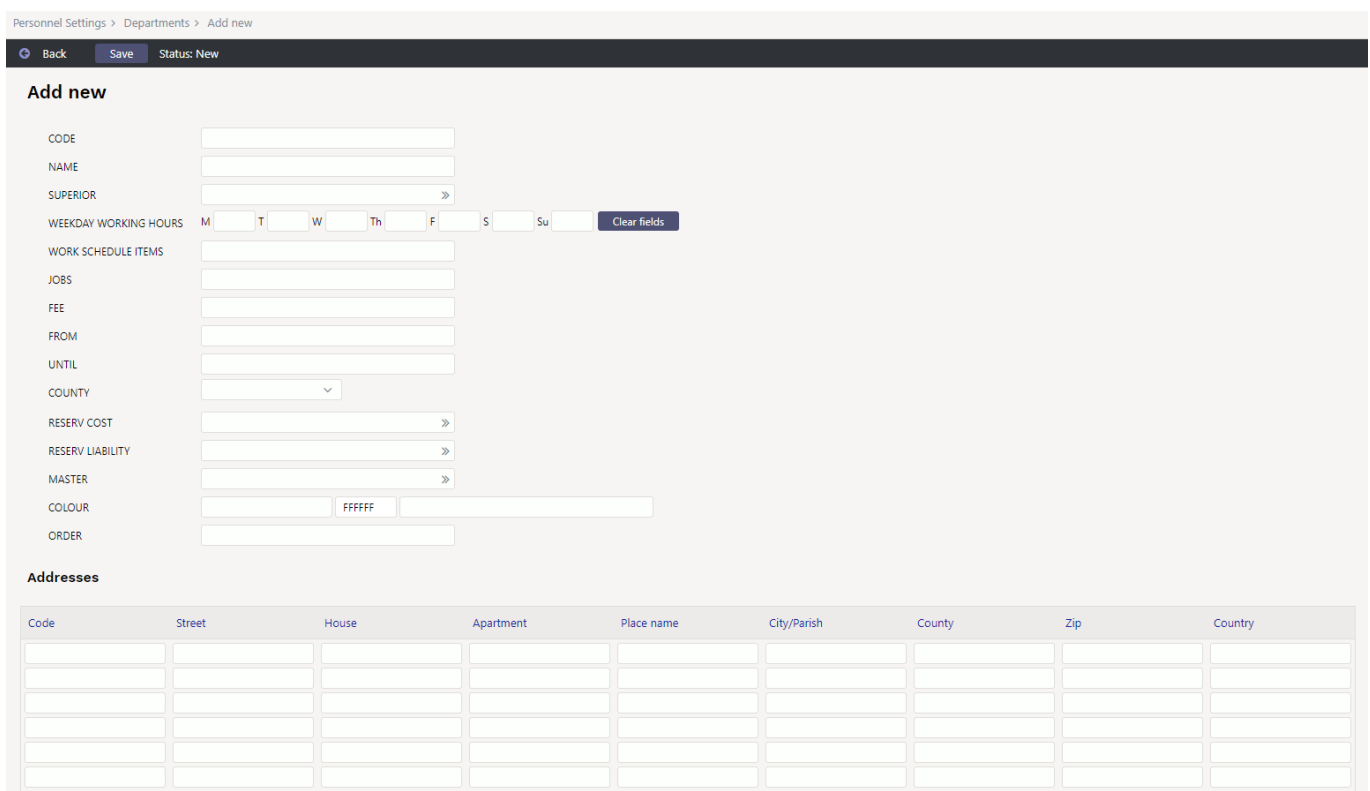 Personnel Settings > Departments > Add new
Back Save Status: New
Add new
CODE
NAME
SUPERIOR »
WEEKDAY WORKING HOURS M T W Th F S Su Clear fields
WORK SCHEDULE ITEMS
JOBS
FEE
FROM
UNTIL
COUNTY
RESERV COST »
RESERV LIABILITY »
MASTER »
COLOUR FFFFFF
ORDER
Addresses
Code Street House Apartment Place name City/Parish County Zip Country